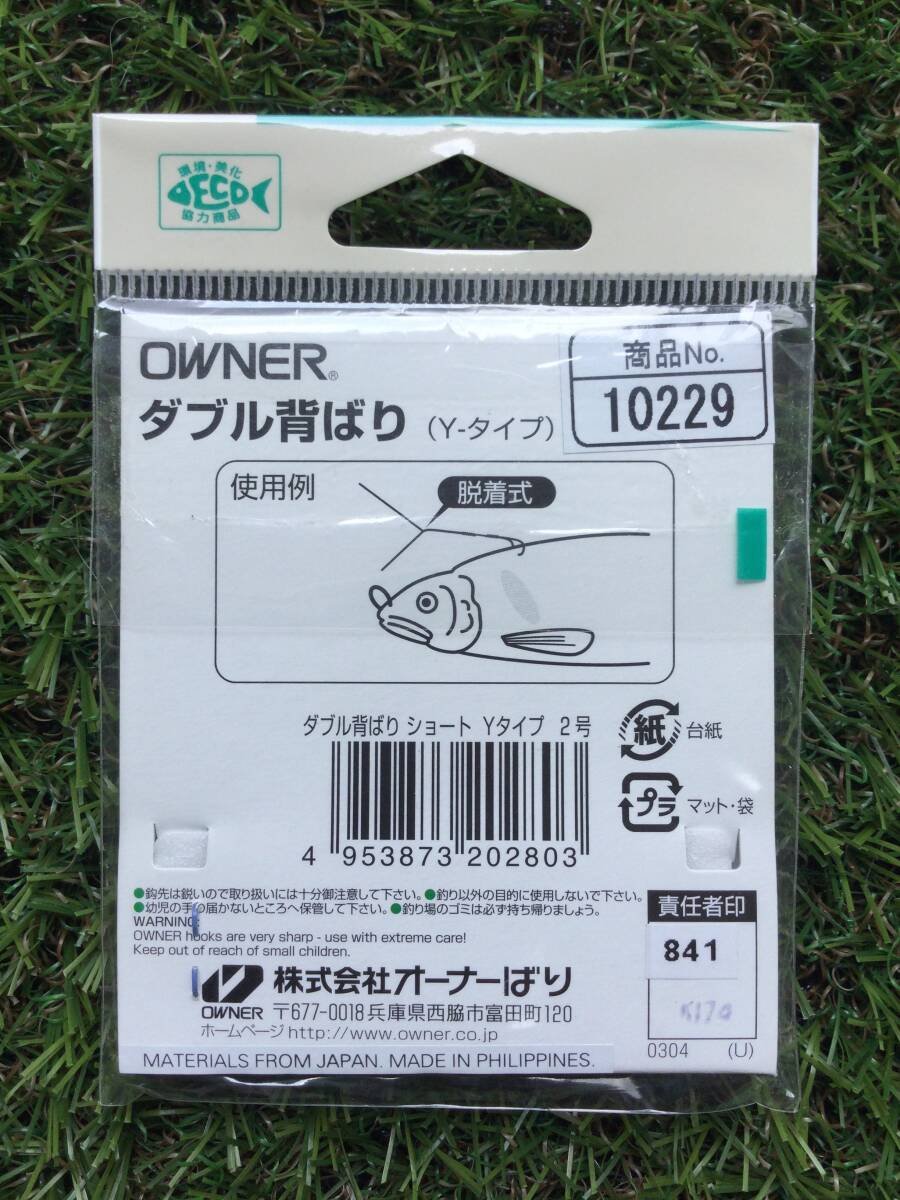 環境・美化
ECO
協力商品
OWNER®
商品No.
10229
ダブル背ばり（Y-タイプ）
使用例
脱着式
ダブル背ばり ショート Yタイプ 2号
紙 台紙
プラ マット・袋
4 953873 202803
●鈎先は鋭いので取り扱いには十分御注意して下さい。●釣り以外の目的に使用しないで下さい。
●幼児の手の届かないところへ保管して下さい。●釣り場のゴミは必ず持ち帰りましょう。
WARNING:
OWNER hooks are very sharp - use with extreme care!
Keep out of reach of small children.
責任者印
841
株式会社オーナーばり
OWNER 〒677-0018 兵庫県西脇市富田町120
ホームページ http://www.owner.co.jp
0304 (U)
MATERIALS FROM JAPAN. MADE IN PHILIPPINES.